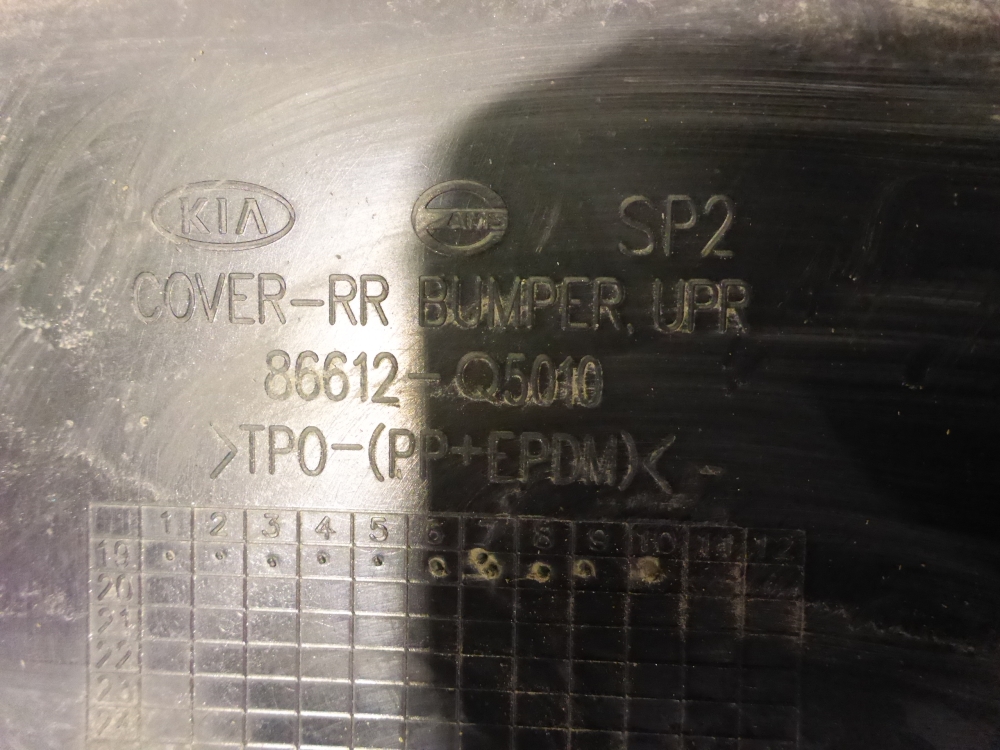 KIA SP2
COVER-RR BUMPER, UPR
86612-Q5010
>TPO-(PP+EPDM)< -
1 2 3 4 5 6 7 8 9 10 11 12
19
20
21
22
23
24